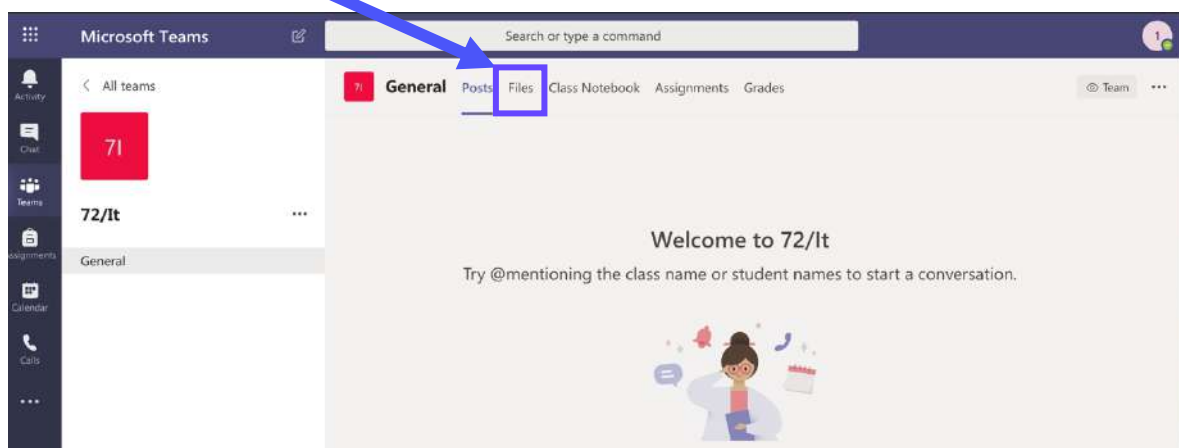 Microsoft Teams
Search or type a command
1
Activity
Chat
Teams
ssignments
Calendar
Calls
All teams
7I
72/It
General
7I
General Posts Files Class Notebook Assignments Grades
Team
Welcome to 72/It
Try @mentioning the class name or student names to start a conversation.